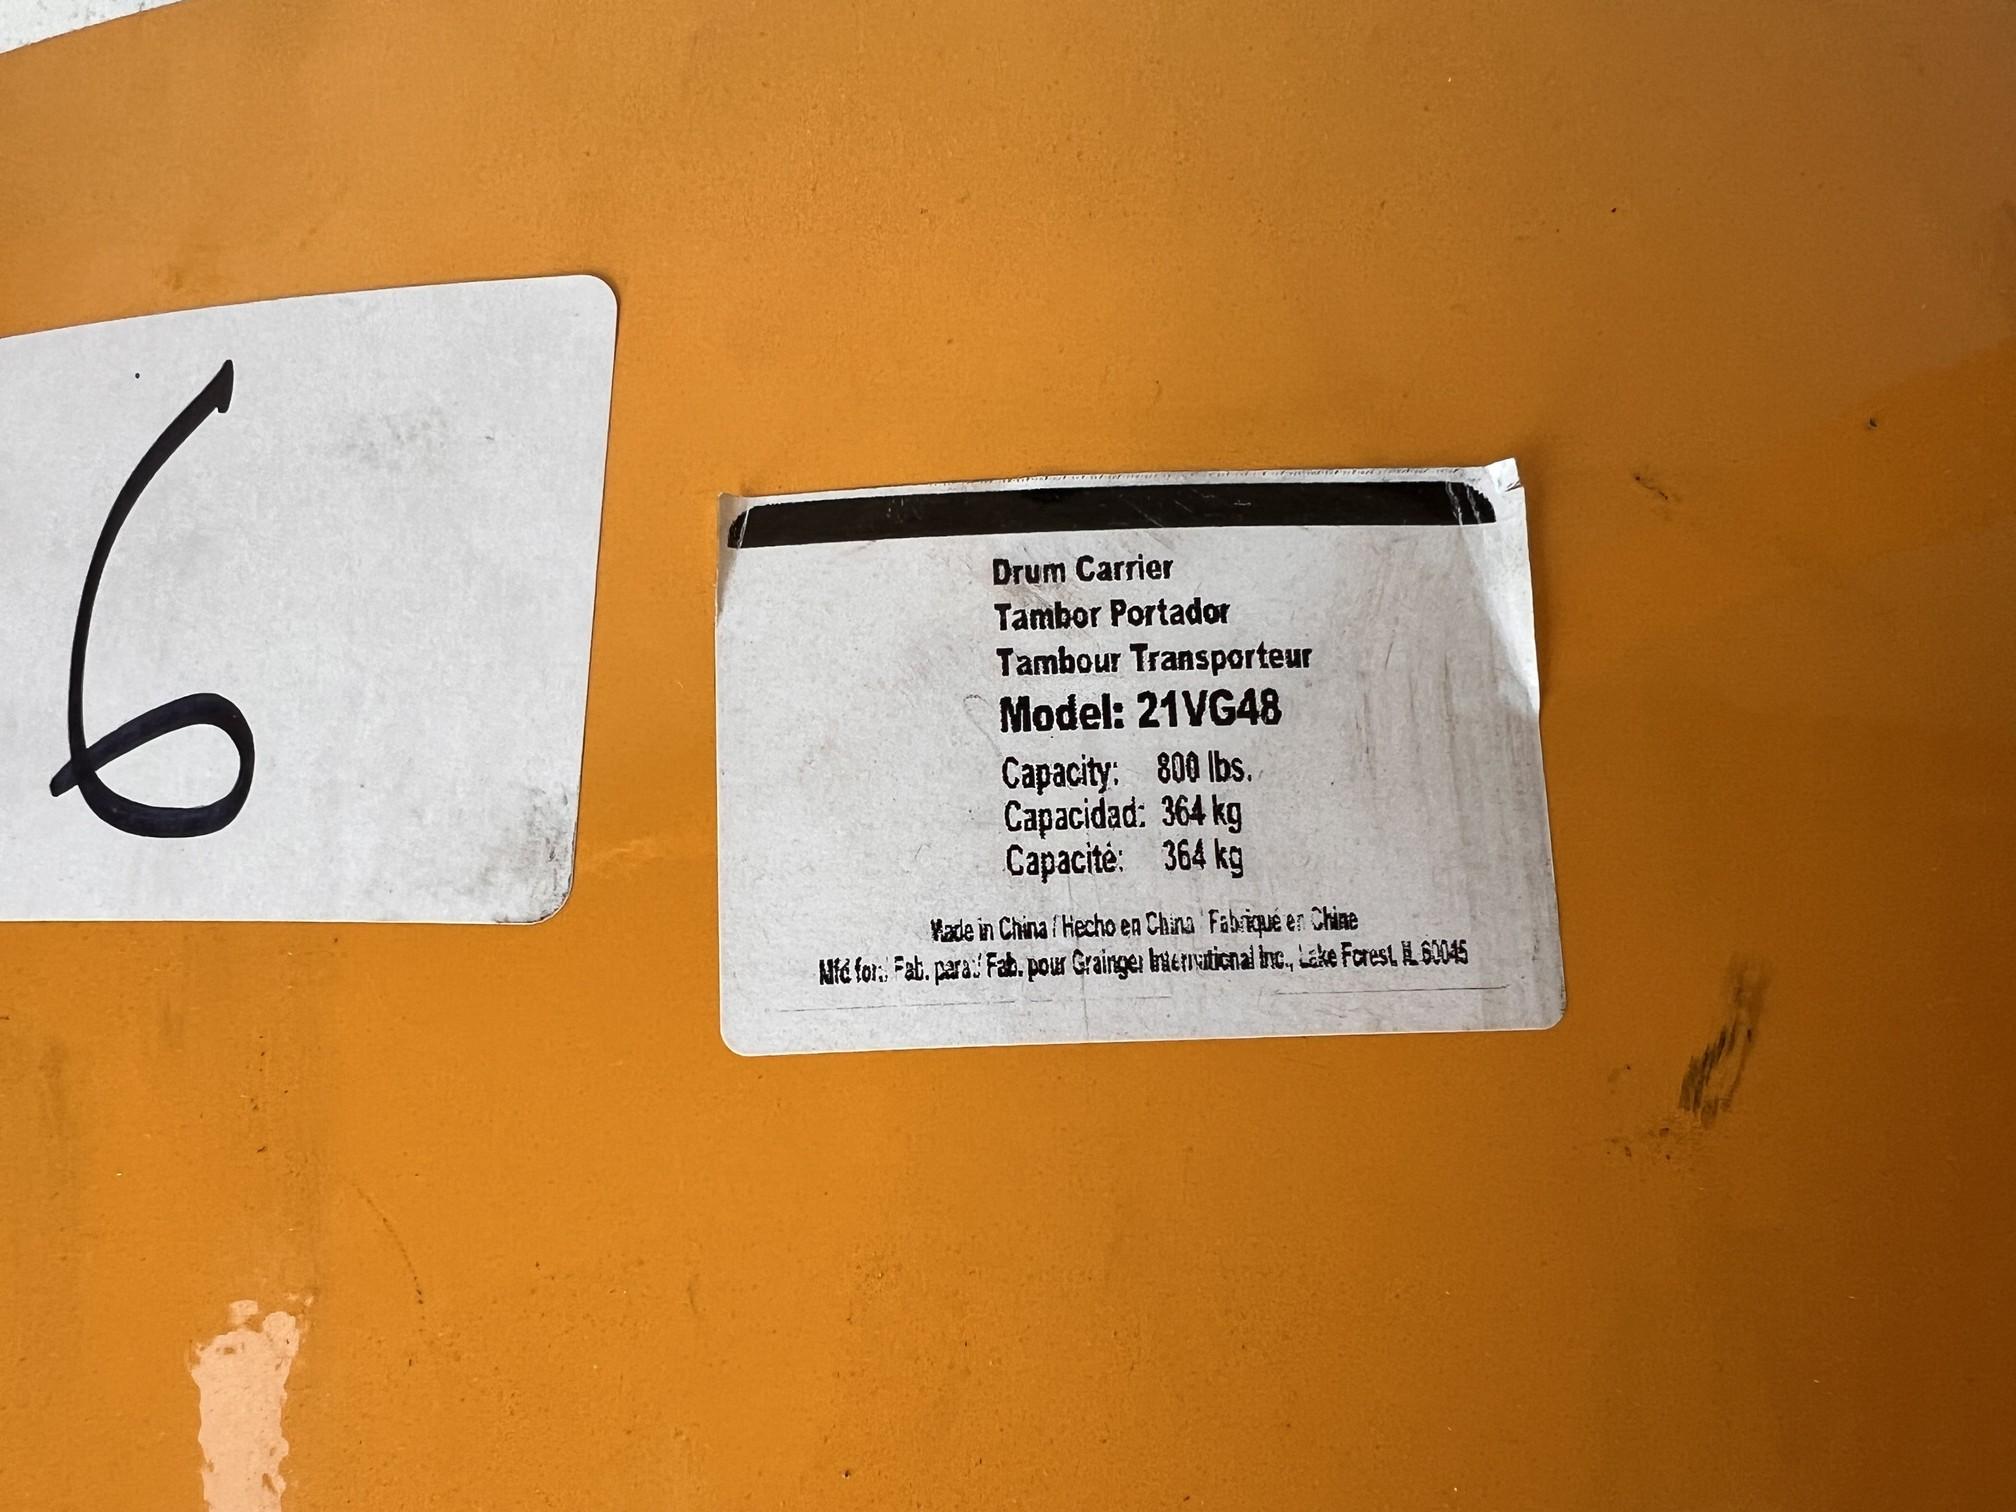 6
Drum Carrier
Tambor Portador
Tambour Transporteur
Model: 21VG48
Capacity: 800 lbs.
Capacidad: 364 kg
Capacité: 364 kg
Made in China / Hecho en China / Fabriqué en Chine
Mfd for: / Fab. para: / Fab. pour Grainger International Inc., Lake Forest, IL 60045